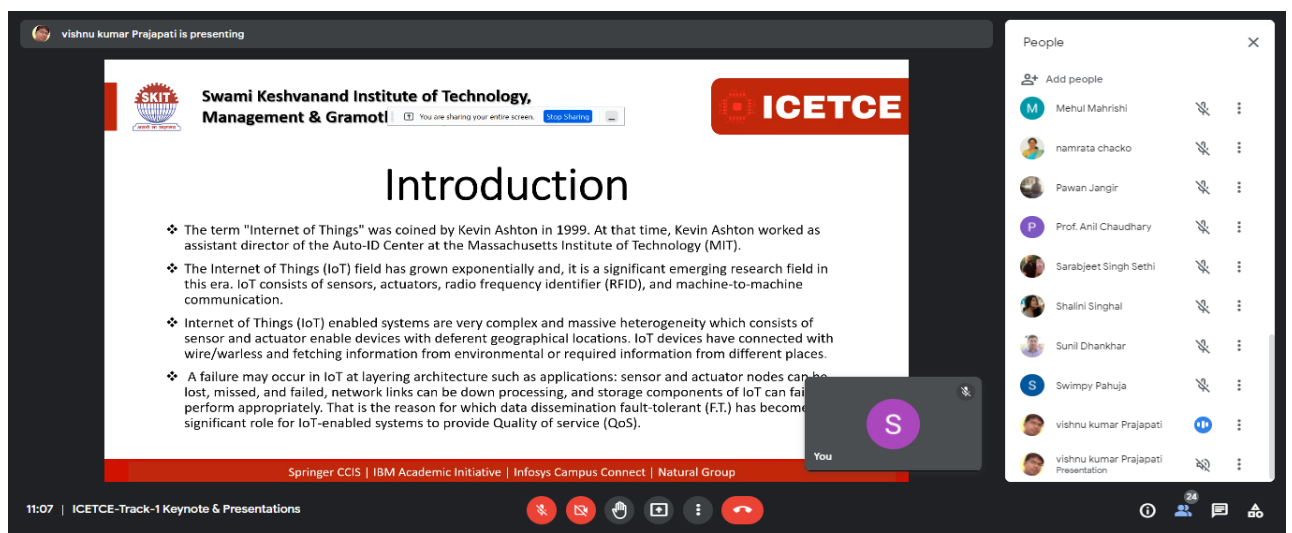 vishnu kumar Prajapati is presenting
SKIT
Swami Keshvanand Institute of Technology,
Management & Gramot
You are sharing your entire screen. Stop Sharing
ICETCE
Introduction
❖ The term "Internet of Things" was coined by Kevin Ashton in 1999. At that time, Kevin Ashton worked as
assistant director of the Auto-ID Center at the Massachusetts Institute of Technology (MIT).
❖ The Internet of Things (IoT) field has grown exponentially and, it is a significant emerging research field in
this era. IoT consists of sensors, actuators, radio frequency identifier (RFID), and machine-to-machine
communication.
❖ Internet of Things (IoT) enabled systems are very complex and massive heterogeneity which consists of
sensor and actuator enable devices with deferent geographical locations. IoT devices have connected with
wire/warless and fetching information from environmental or required information from different places.
❖ A failure may occur in IoT at layering architecture such as applications: sensor and actuator nodes can be
lost, missed, and failed, network links can be down processing, and storage components of IoT can fai
perform appropriately. That is the reason for which data dissemination fault-tolerant (F.T.) has become
significant role for IoT-enabled systems to provide Quality of service (QoS).
Springer CCIS | IBM Academic Initiative | Infosys Campus Connect | Natural Group
S
You
People
Add people
M Mehul Mahrishi
namrata chacko
Pawan Jangir
P Prof. Anil Chaudhary
Sarabjeet Singh Sethi
Shalini Singhal
Sunil Dhankhar
S Swimpy Pahuja
vishnu kumar Prajapati
vishnu kumar Prajapati
Presentation
11:07 | ICETCE-Track-1 Keynote & Presentations
24